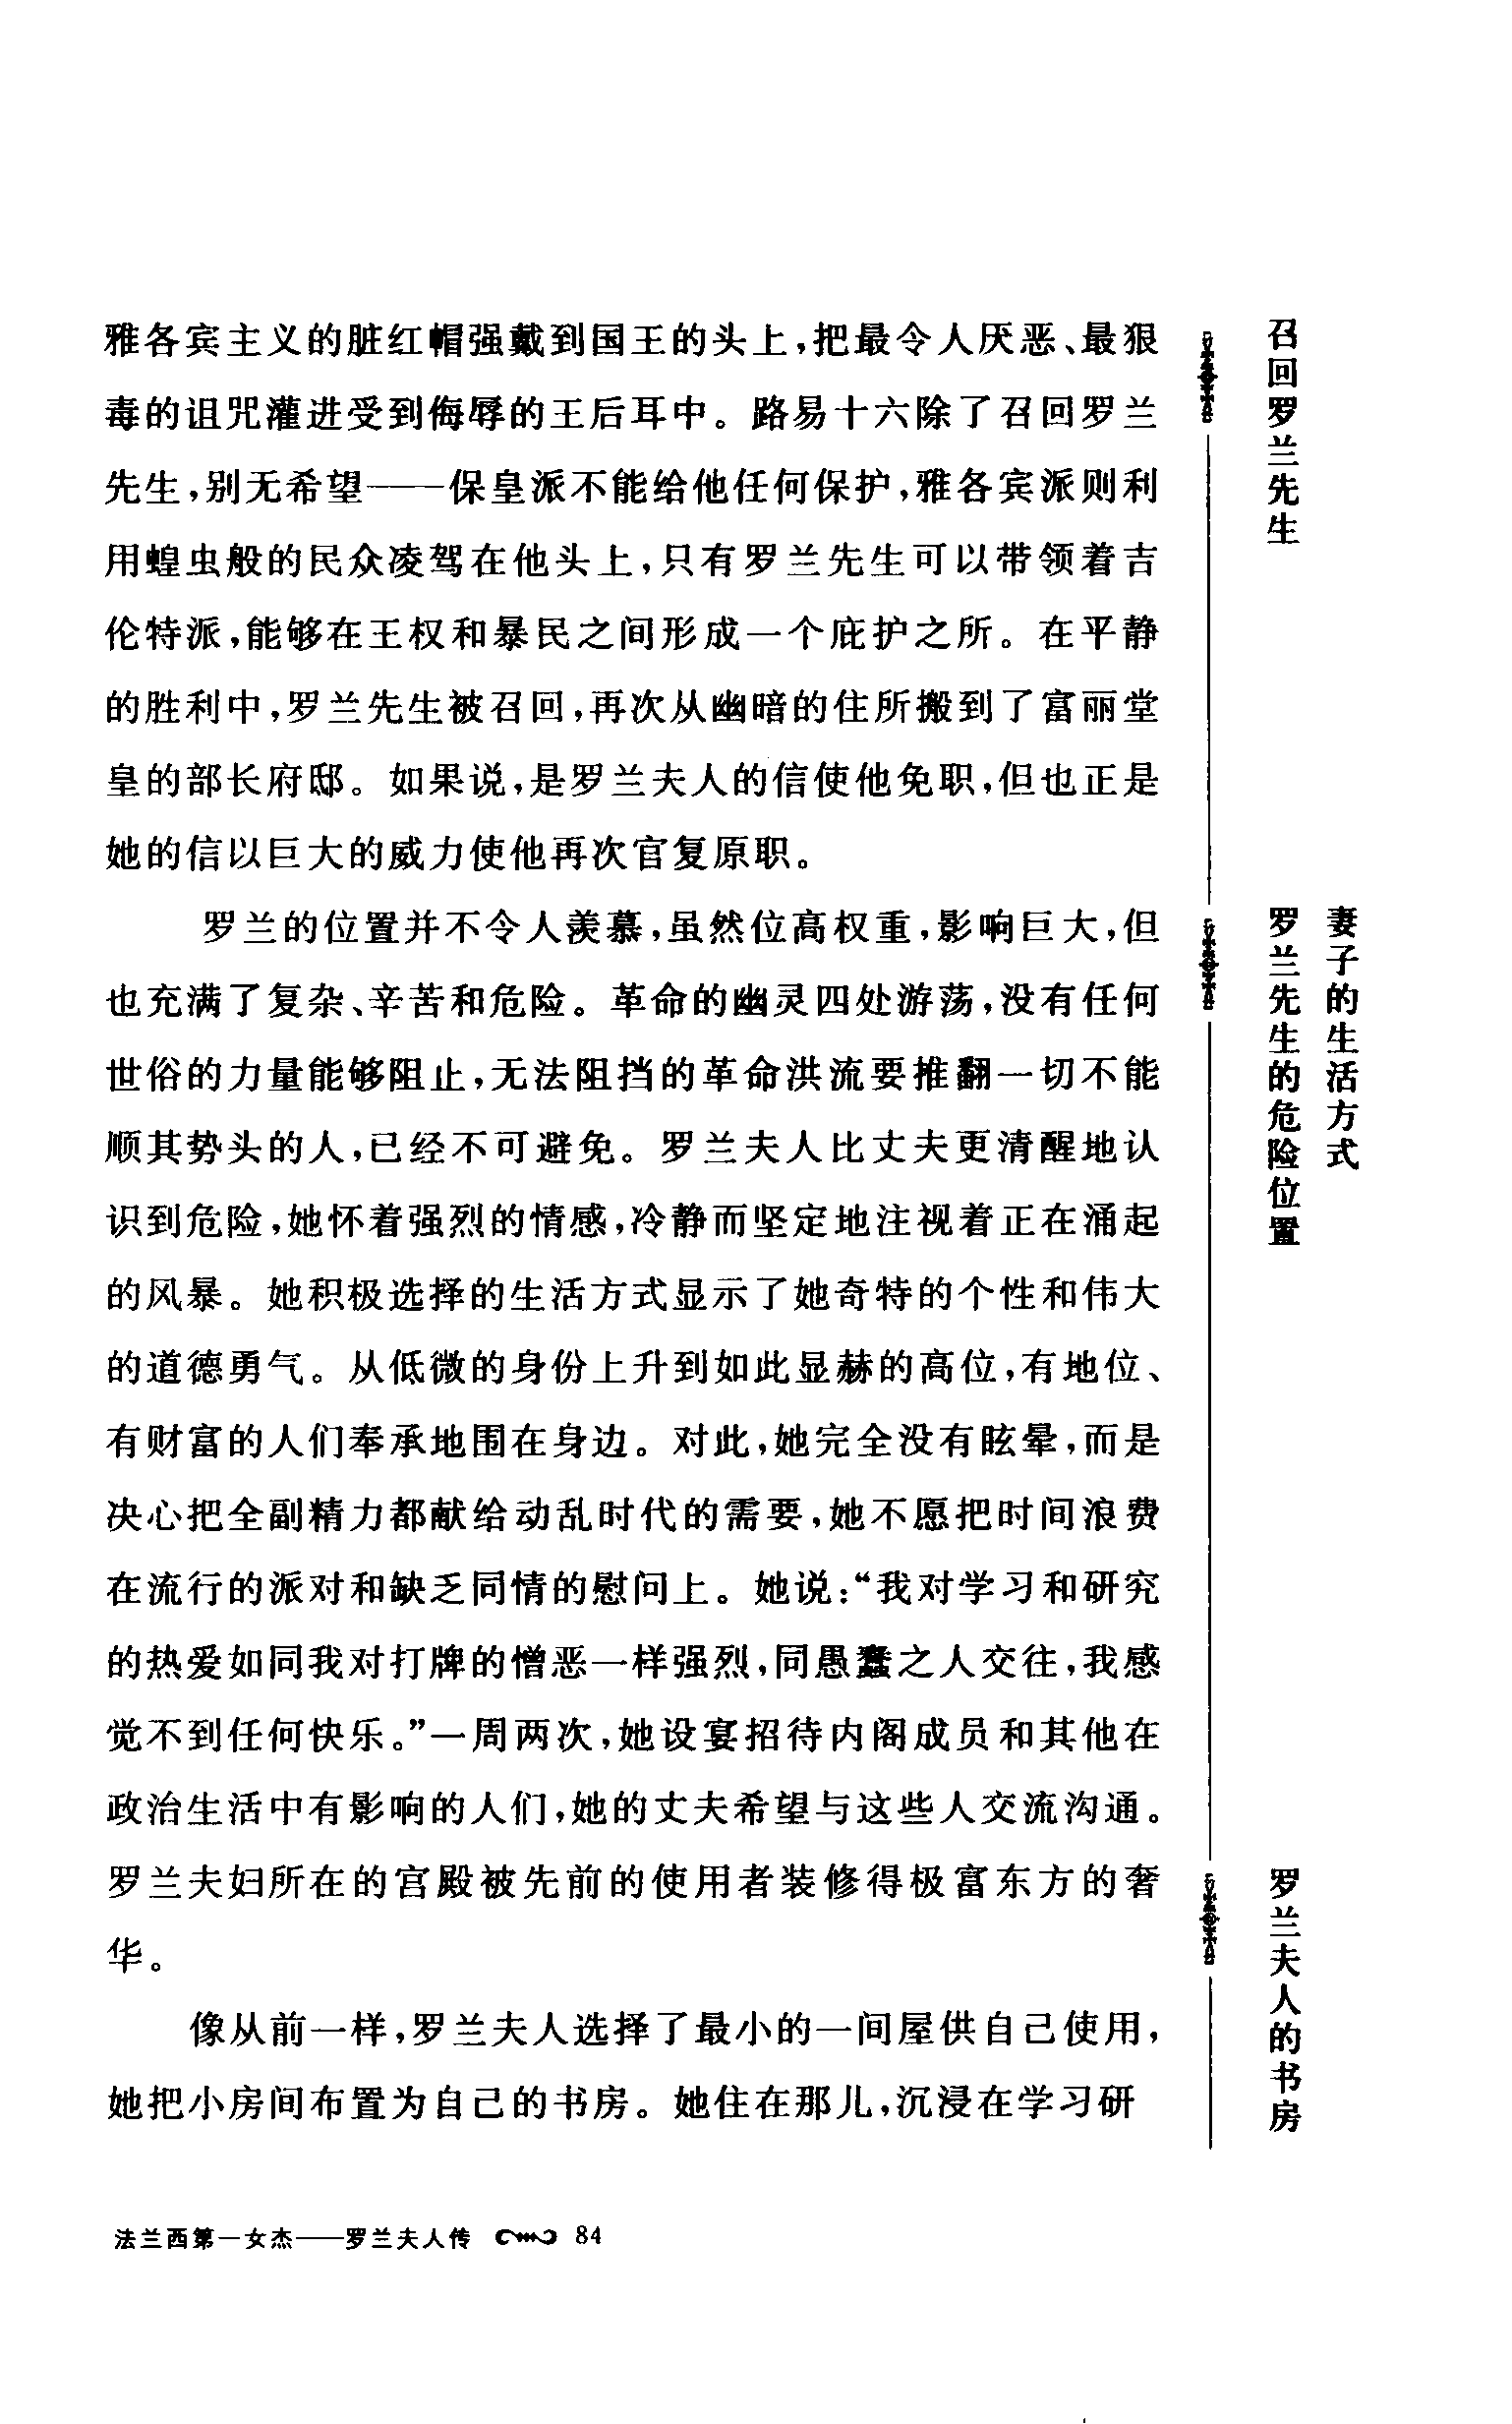 雅各宾主义的脏红帽强戴到国王的头上,把最令人厌恶、最狠
毒的诅咒灌进受到侮辱的王后耳中。路易十六除了召回罗兰
先生,别无希望——保皇派不能给他任何保护,雅各宾派则利
用蝗虫般的民众凌驾在他头上,只有罗兰先生可以带领着吉
伦特派,能够在王权和暴民之间形成一个庇护之所。在平静
的胜利中,罗兰先生被召回,再次从幽暗的住所搬到了富丽堂
皇的部长府邸。如果说,是罗兰夫人的信使他免职,但也正是
她的信以巨大的威力使他再次官复原职。
罗兰的位置并不令人羡慕,虽然位高权重,影响巨大,但
也充满了复杂、辛苦和危险。革命的幽灵四处游荡,没有任何
世俗的力量能够阻止,无法阻挡的革命洪流要推翻一切不能
顺其势头的人,已经不可避免。罗兰夫人比丈夫更清醒地认
识到危险,她怀着强烈的情感,冷静而坚定地注视着正在涌起
的风暴。她积极选择的生活方式显示了她奇特的个性和伟大
的道德勇气。从低微的身份上升到如此显赫的高位,有地位、
有财富的人们奉承地围在身边。对此,她完全没有眩晕,而是
决心把全副精力都献给动乱时代的需要,她不愿把时间浪费
在流行的派对和缺乏同情的慰问上。她说:“我对学习和研究
的热爱如同我对打牌的憎恶一样强烈,同愚蠢之人交往,我感
觉不到任何快乐。”一周两次,她设宴招待内阁成员和其他在
政治生活中有影响的人们,她的丈夫希望与这些人交流沟通。
罗兰夫妇所在的宫殿被先前的使用者装修得极富东方的奢
华。
像从前一样,罗兰夫人选择了最小的一间屋供自己使用,
她把小房间布置为自己的书房。她住在那儿,沉浸在学习研
召回罗兰先生
妻子的生活方式
罗兰先生的危险位置
罗兰夫人的书房
法兰西第一女杰——罗兰夫人传 84